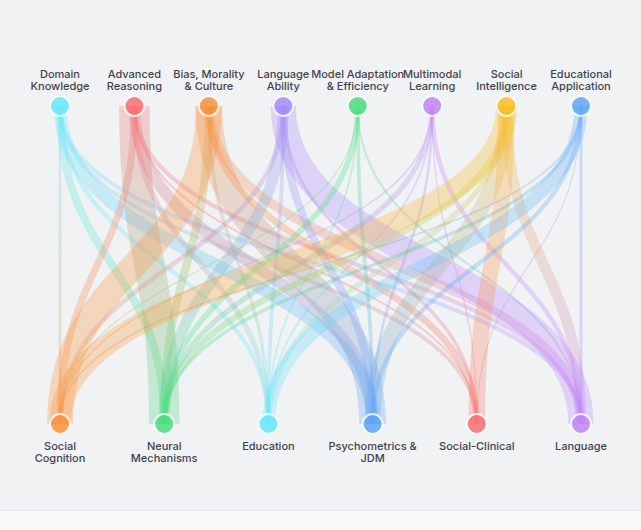 Domain Knowledge
Advanced Reasoning
Bias, Morality & Culture
Language Ability
Model Adaptation & Efficiency
Multimodal Learning
Social Intelligence
Educational Application
Social Cognition
Neural Mechanisms
Education
Psychometrics & JDM
Social-Clinical
Language